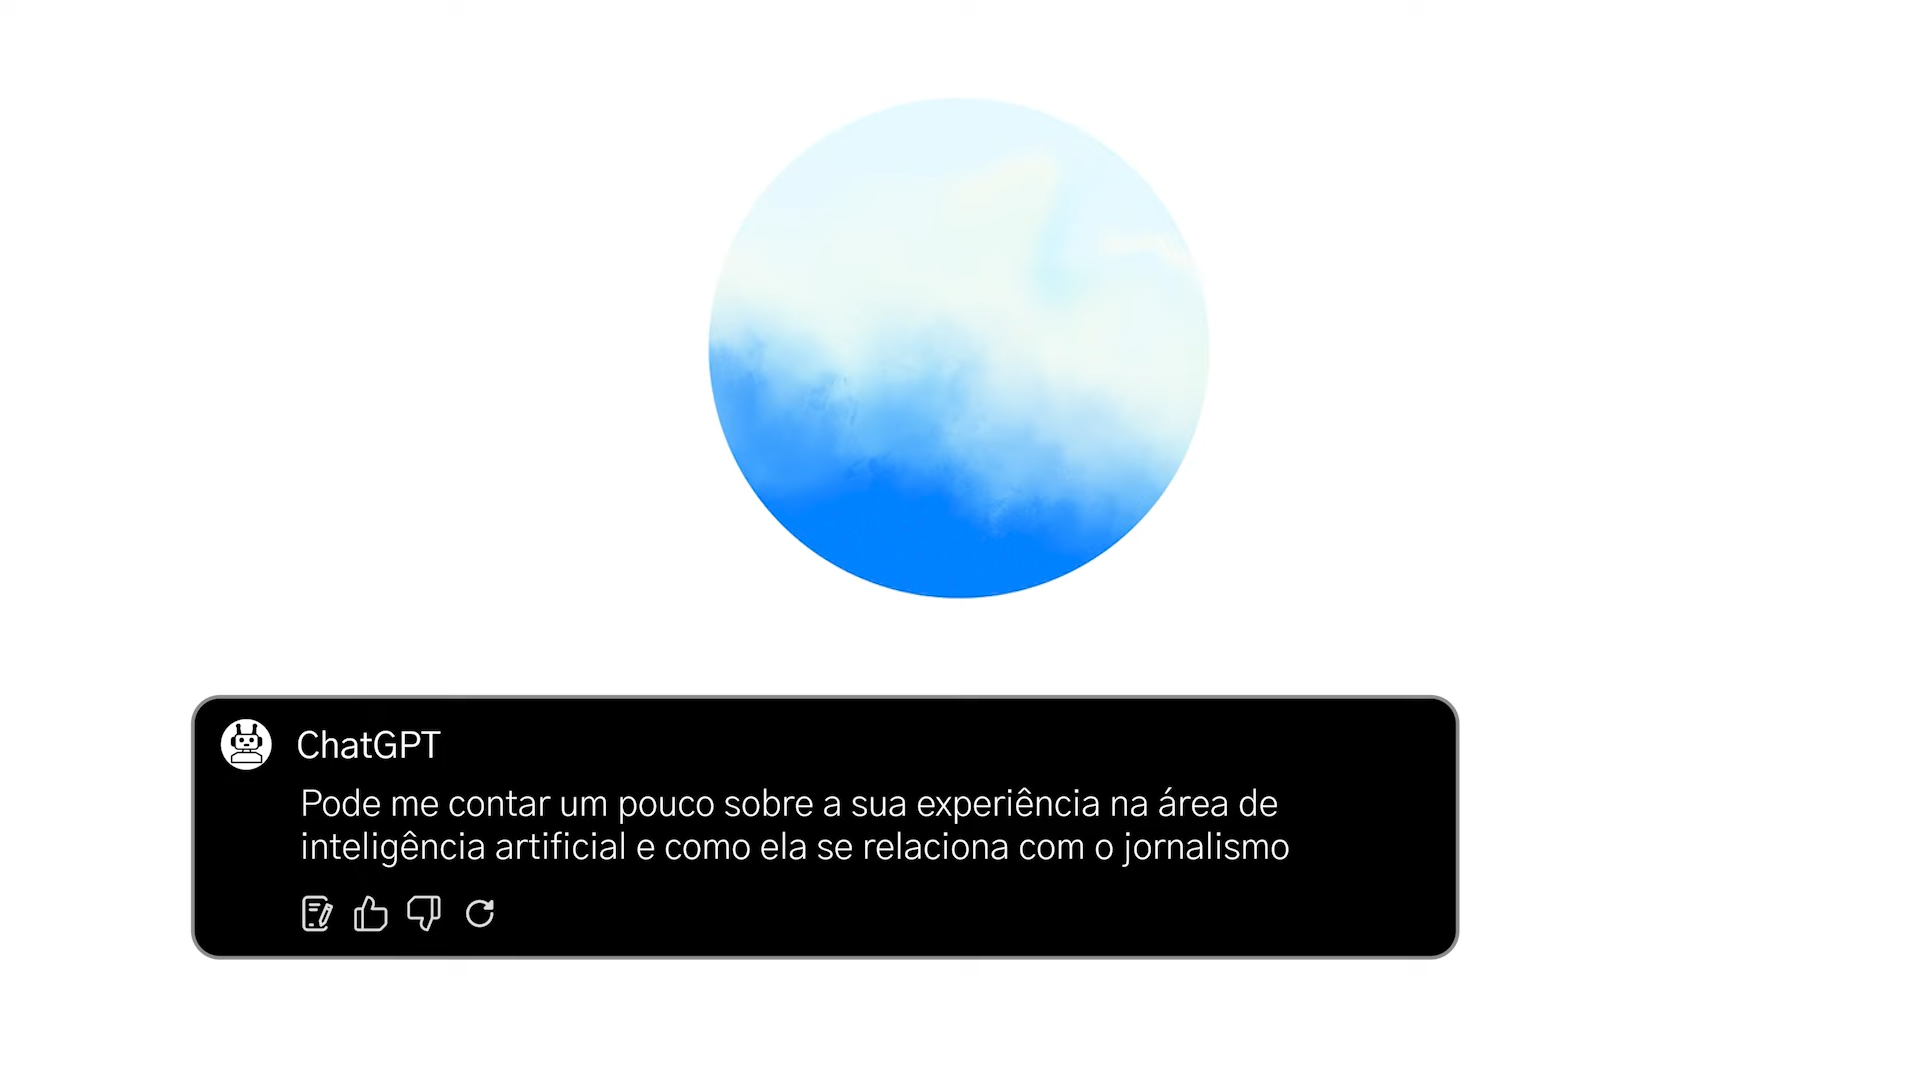 ChatGPT
Pode me contar um pouco sobre a sua experiência na área de
inteligência artificial e como ela se relaciona com o jornalismo